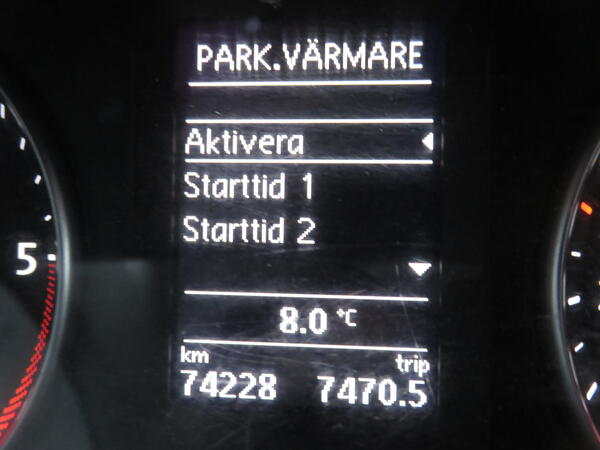 PARK.VÄRMARE
Aktivera
Starttid 1
Starttid 2
5
8.0 °C
km trip
74228 7470.5